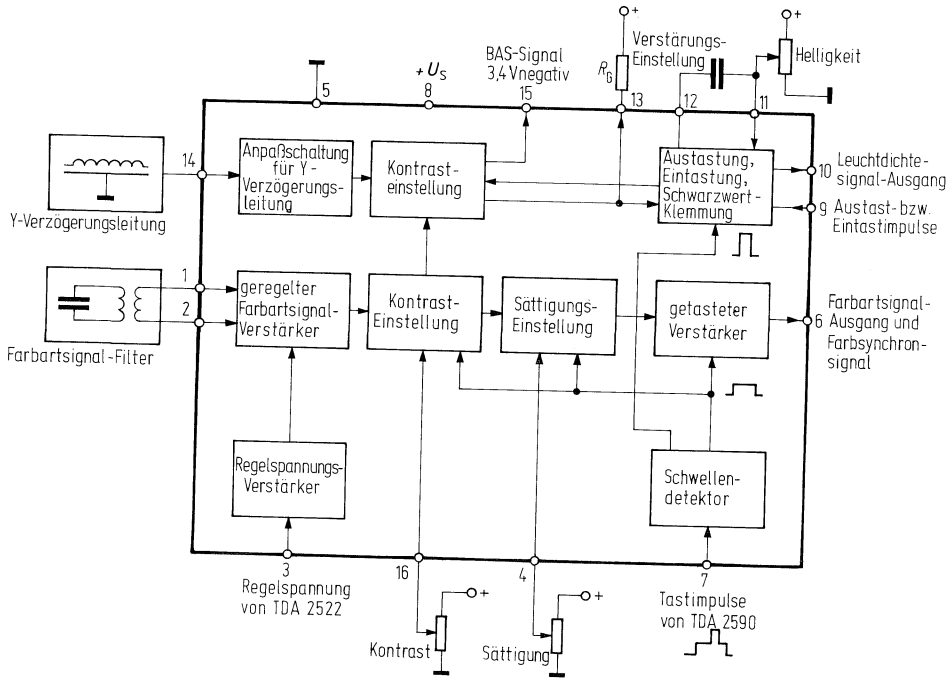 +
+
Verstärungs-
Einstellung
Helligkeit
BAS-Signal
3,4 Vnegativ
+US
RG
5
8
15
13
12
11
14
Anpaßschaltung
für Y-
Verzögerungs-
leitung
Kontrast-
einstellung
Austastung,
Eintastung,
Schwarzwert-
Klemmung
10
Leuchtdichte-
signal-Ausgang
9
Austast- bzw.
Eintastimpulse
Y-Verzögerungsleitung
1
2
geregelter
Farbartsignal-
Verstärker
Kontrast-
Einstellung
Sättigungs-
Einstellung
getasteter
Verstärker
6
Farbartsignal-
Ausgang und
Farbsynchron-
signal
Farbartsignal-Filter
Regelspannungs-
Verstärker
Schwellen-
detektor
3
16
4
7
Regelspannung
von TDA 2522
+
+
Tastimpulse
von TDA 2590
Kontrast
Sättigung